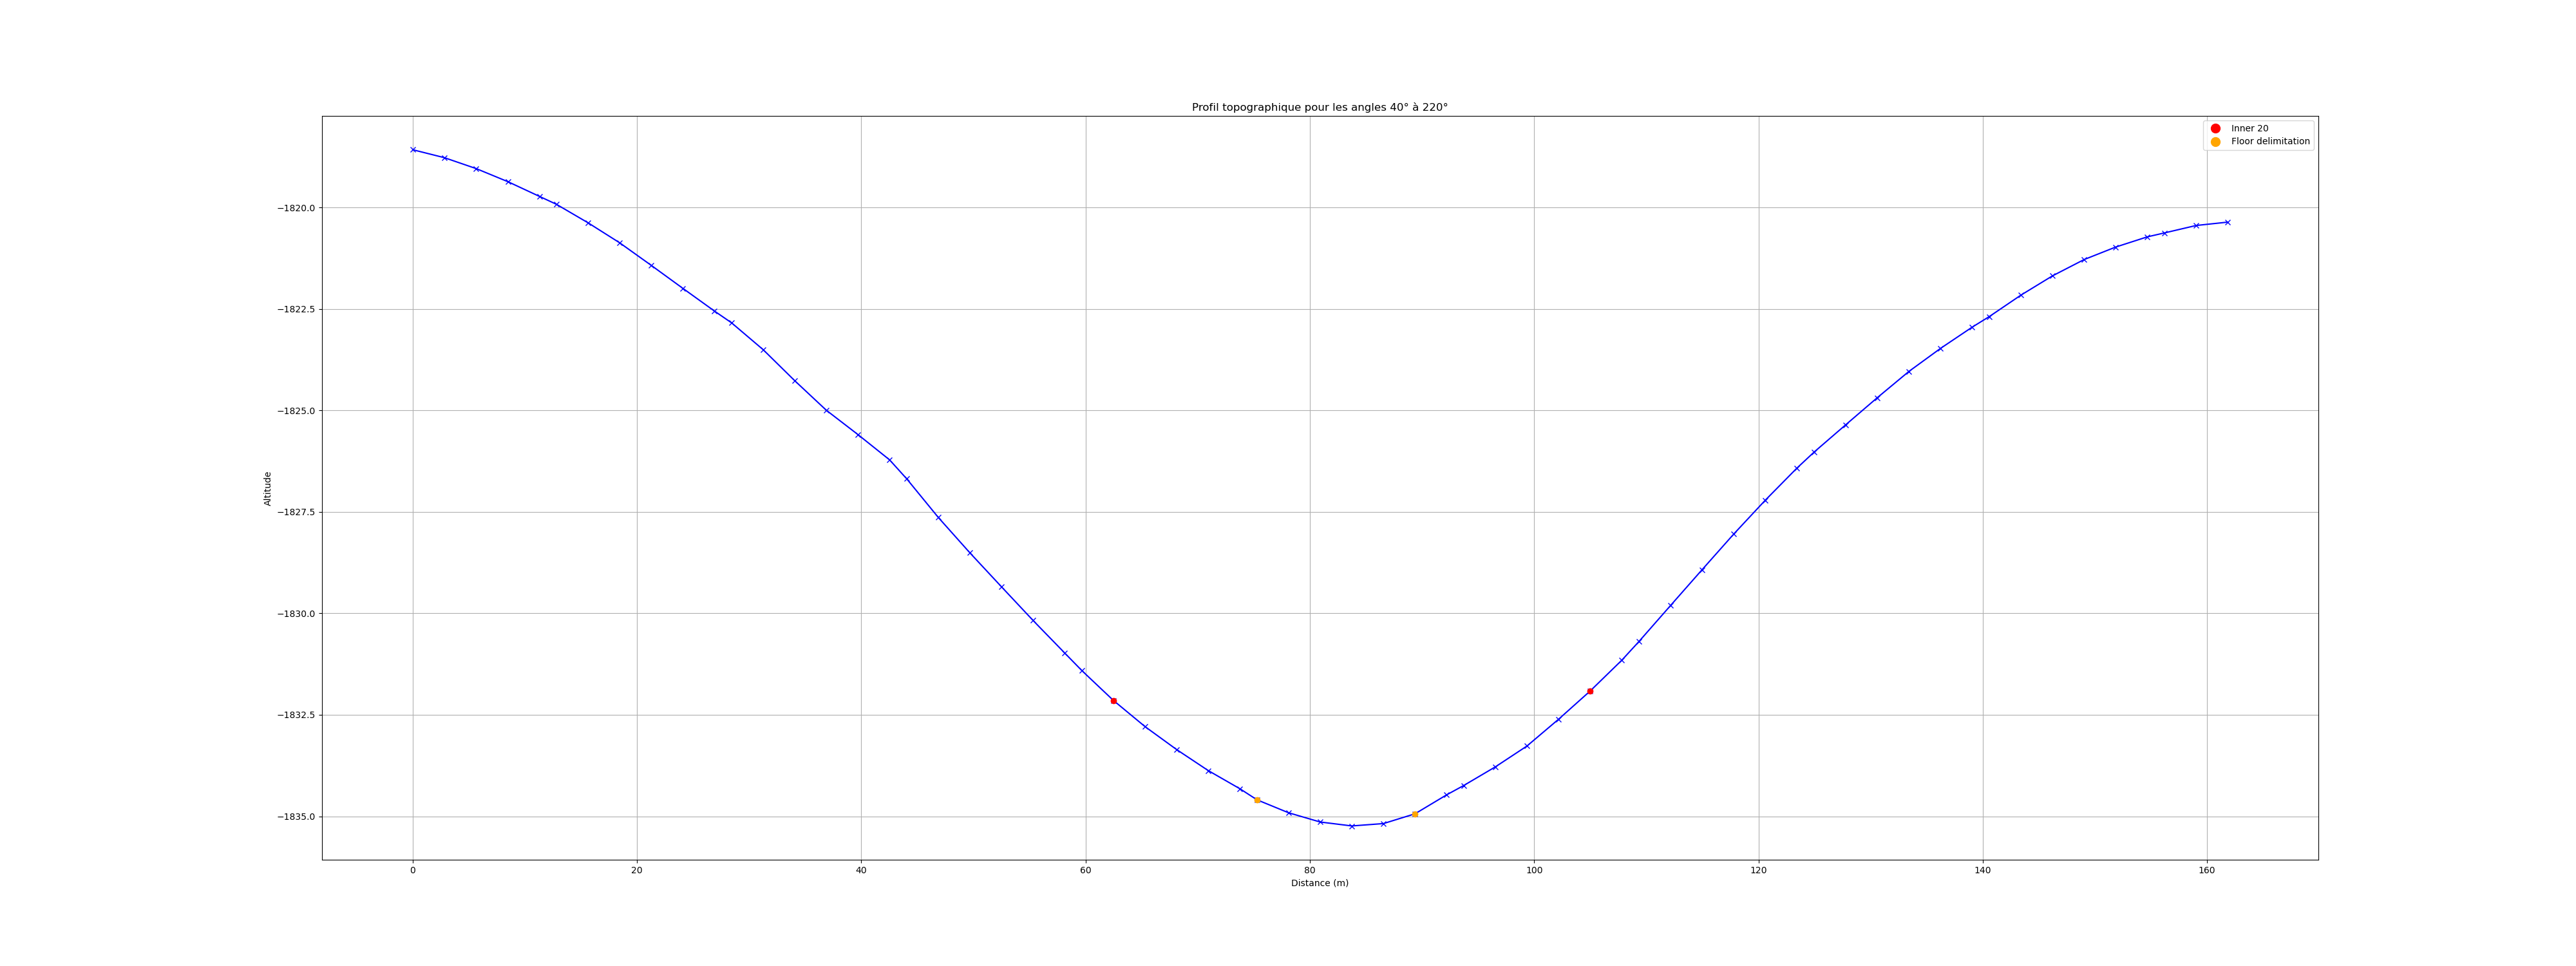 Profil topographique pour les angles 40° à 220°
Inner 20
Floor delimitation
−1820.0
−1822.5
−1825.0
−1827.5
−1830.0
−1832.5
−1835.0
Altitude
0 20 40 60 80 100 120 140 160
Distance (m)